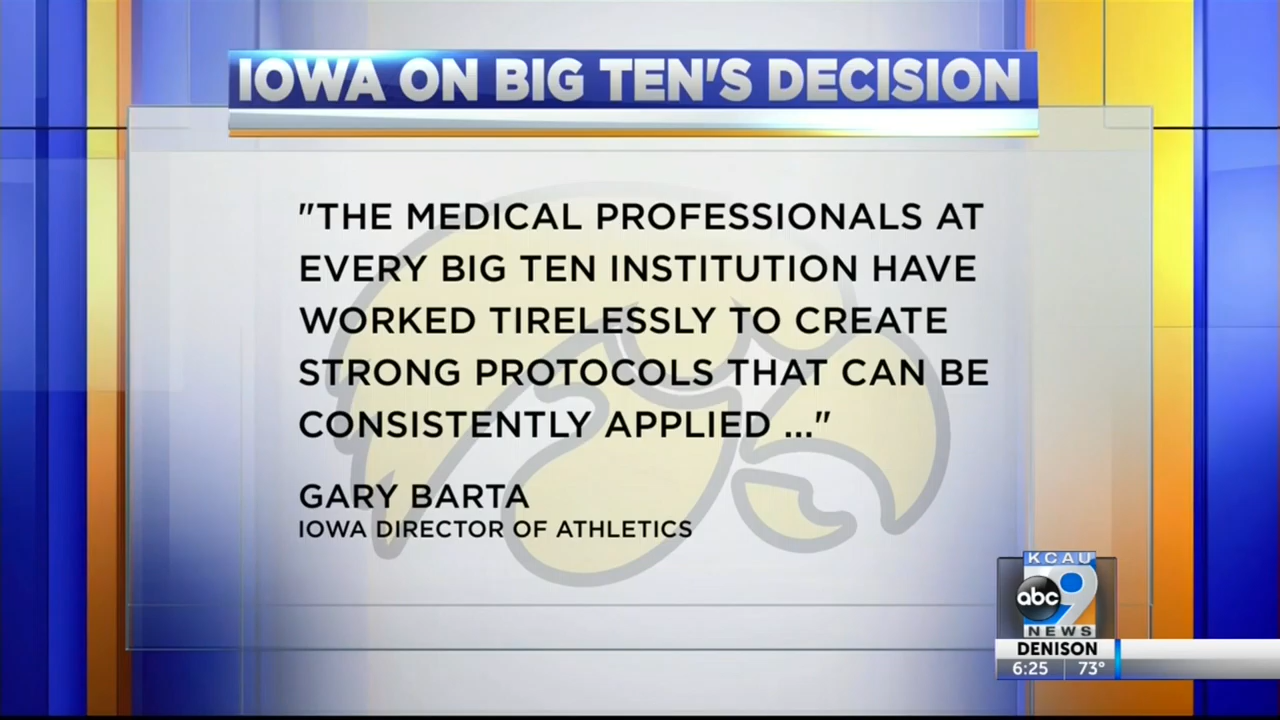 IOWA ON BIG TEN'S DECISION
"THE MEDICAL PROFESSIONALS AT
EVERY BIG TEN INSTITUTION HAVE
WORKED TIRELESSLY TO CREATE
STRONG PROTOCOLS THAT CAN BE
CONSISTENTLY APPLIED ..."
GARY BARTA
IOWA DIRECTOR OF ATHLETICS
KCAU
abc 9
NEWS
DENISON
6:25 73°